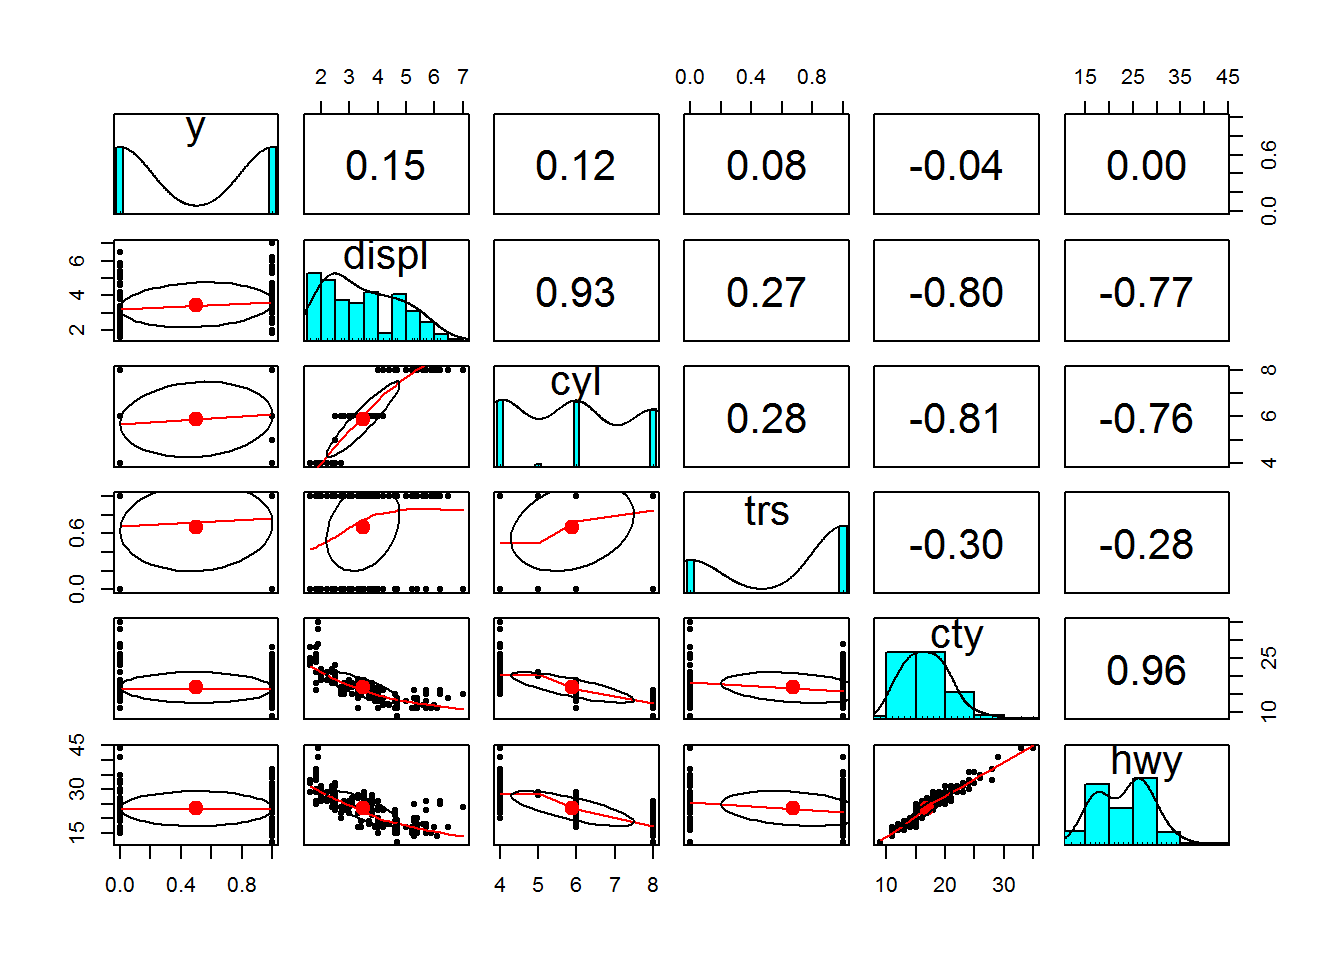 2 3 4 5 6 7 0.0 0.4 0.8 15 25 35 45
y 0.15 0.12 0.08 -0.04 0.00 0.0 0.6
2 4 6 displ 0.93 0.27 -0.80 -0.77
cyl 0.28 -0.81 -0.76 4 6 8
0.0 0.6 trs -0.30 -0.28
cty 0.96 10 25
15 30 45 hwy
0.0 0.4 0.8 4 5 6 7 8 10 20 30